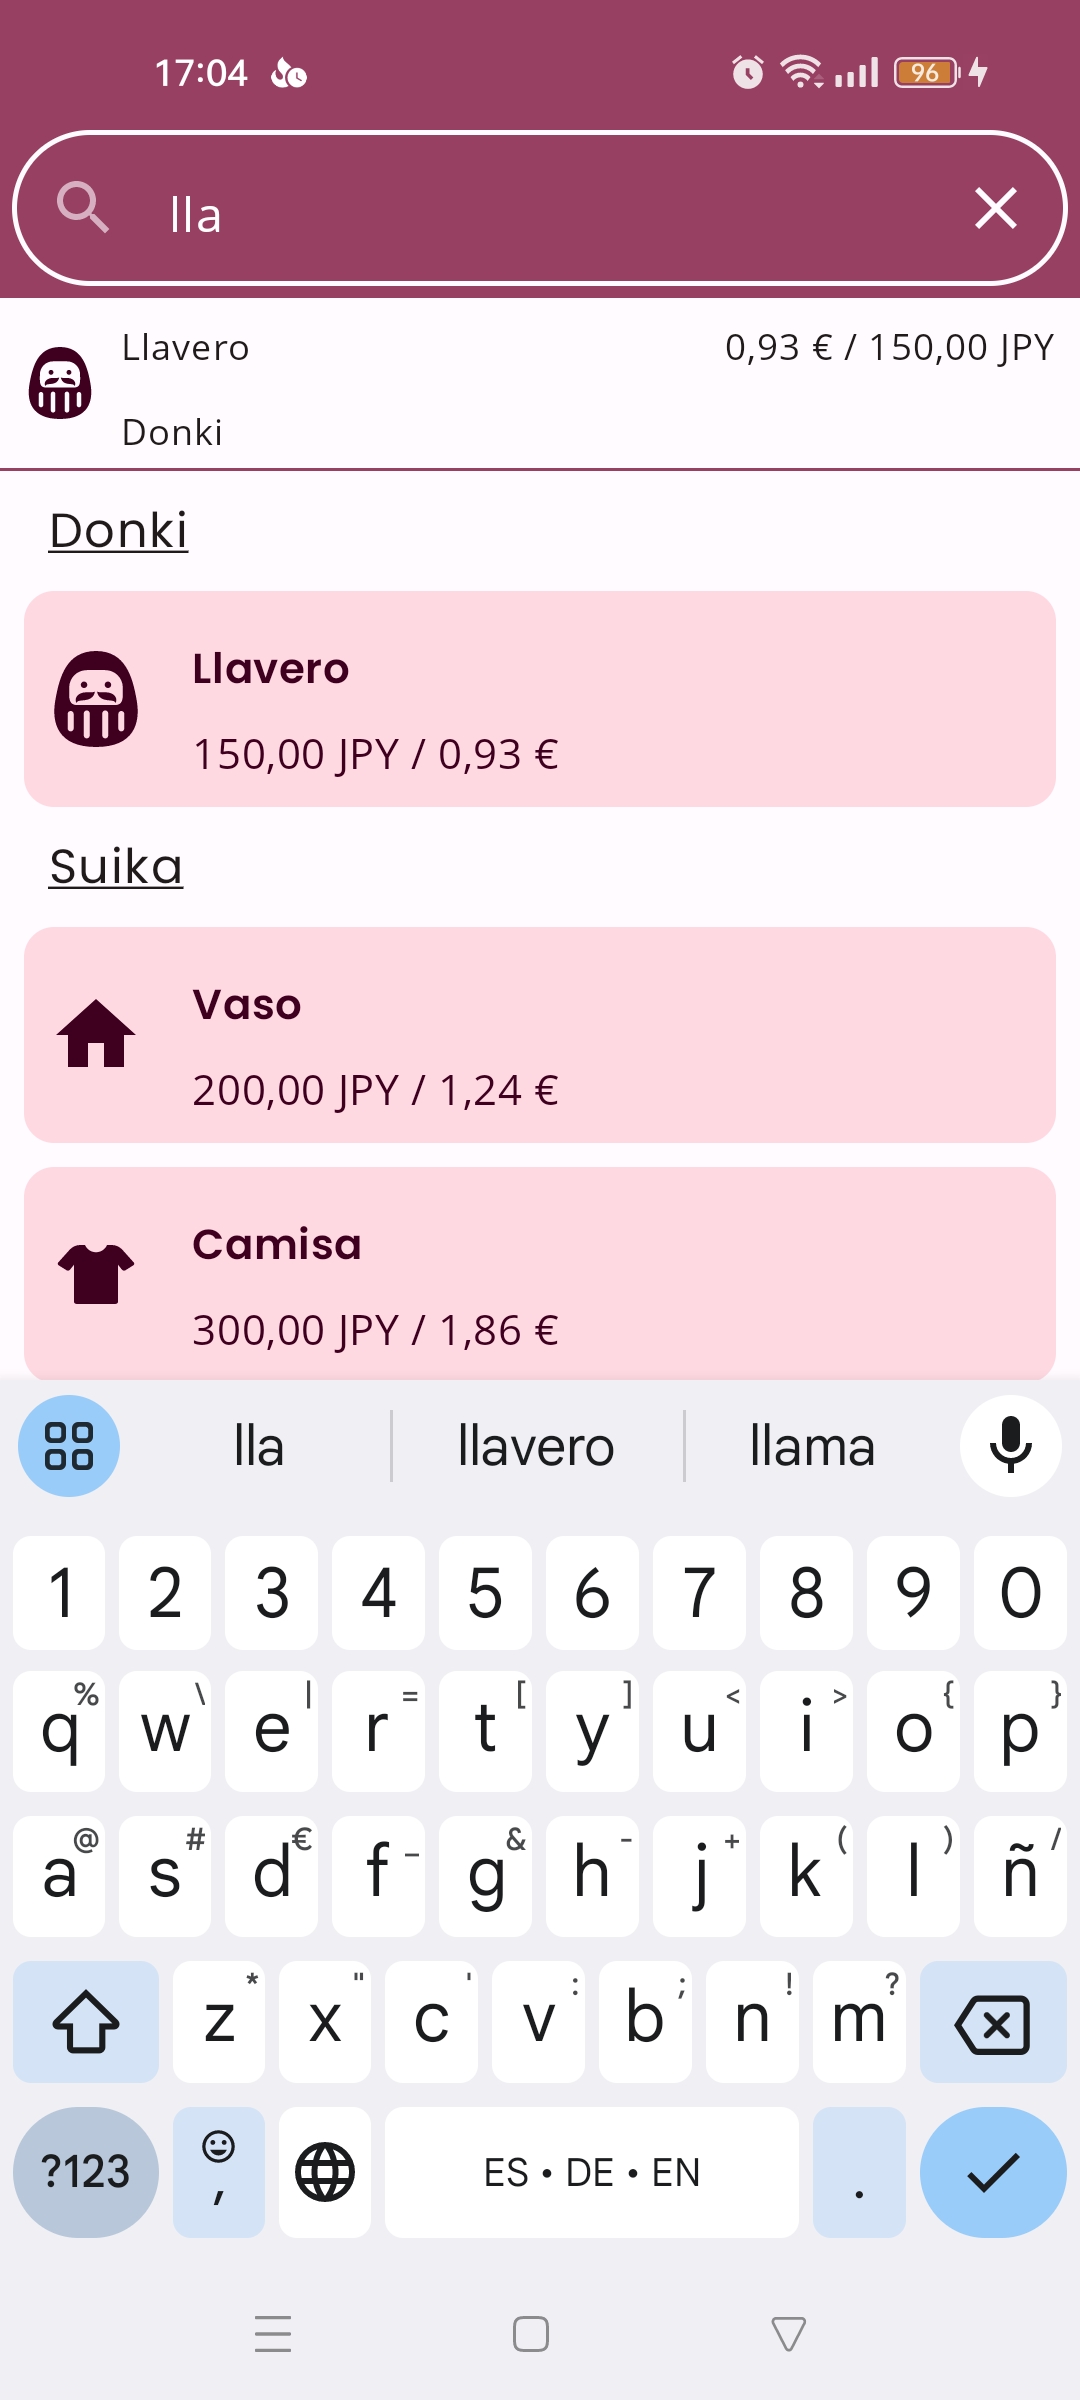 17:04 96
lla
Llavero 0,93 € / 150,00 JPY
Donki
Donki
Llavero
150,00 JPY / 0,93 €
Suika
Vaso
200,00 JPY / 1,24 €
Camisa
300,00 JPY / 1,86 €
lla llavero llama
1 2 3 4 5 6 7 8 9 0
q% w\ e| r= t[ y] u< i> o{ p}
a@ s# d€ f_ g& h- j+ k( l) ñ/
z* x" c' v: b; n! m?
?123 , ES • DE • EN .